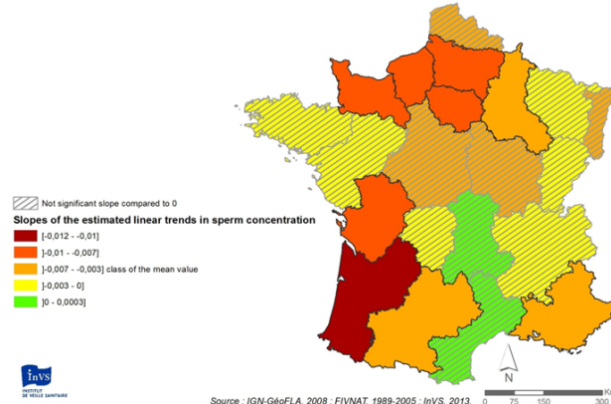 Not significant slope compared to 0
Slopes of the estimated linear trends in sperm concentration
[-0,012 - -0,01]
]-0,01 - -0,007]
]-0,007 - -0,003] class of the mean value
]-0,003 - 0]
]0 - 0,0003]
InVS
INSTITUT
DE VEILLE SANITAIRE
N
Source : IGN-GéoFLA, 2008 ; FIVNAT, 1989-2005 ; InVS, 2013.
0 75 150 300